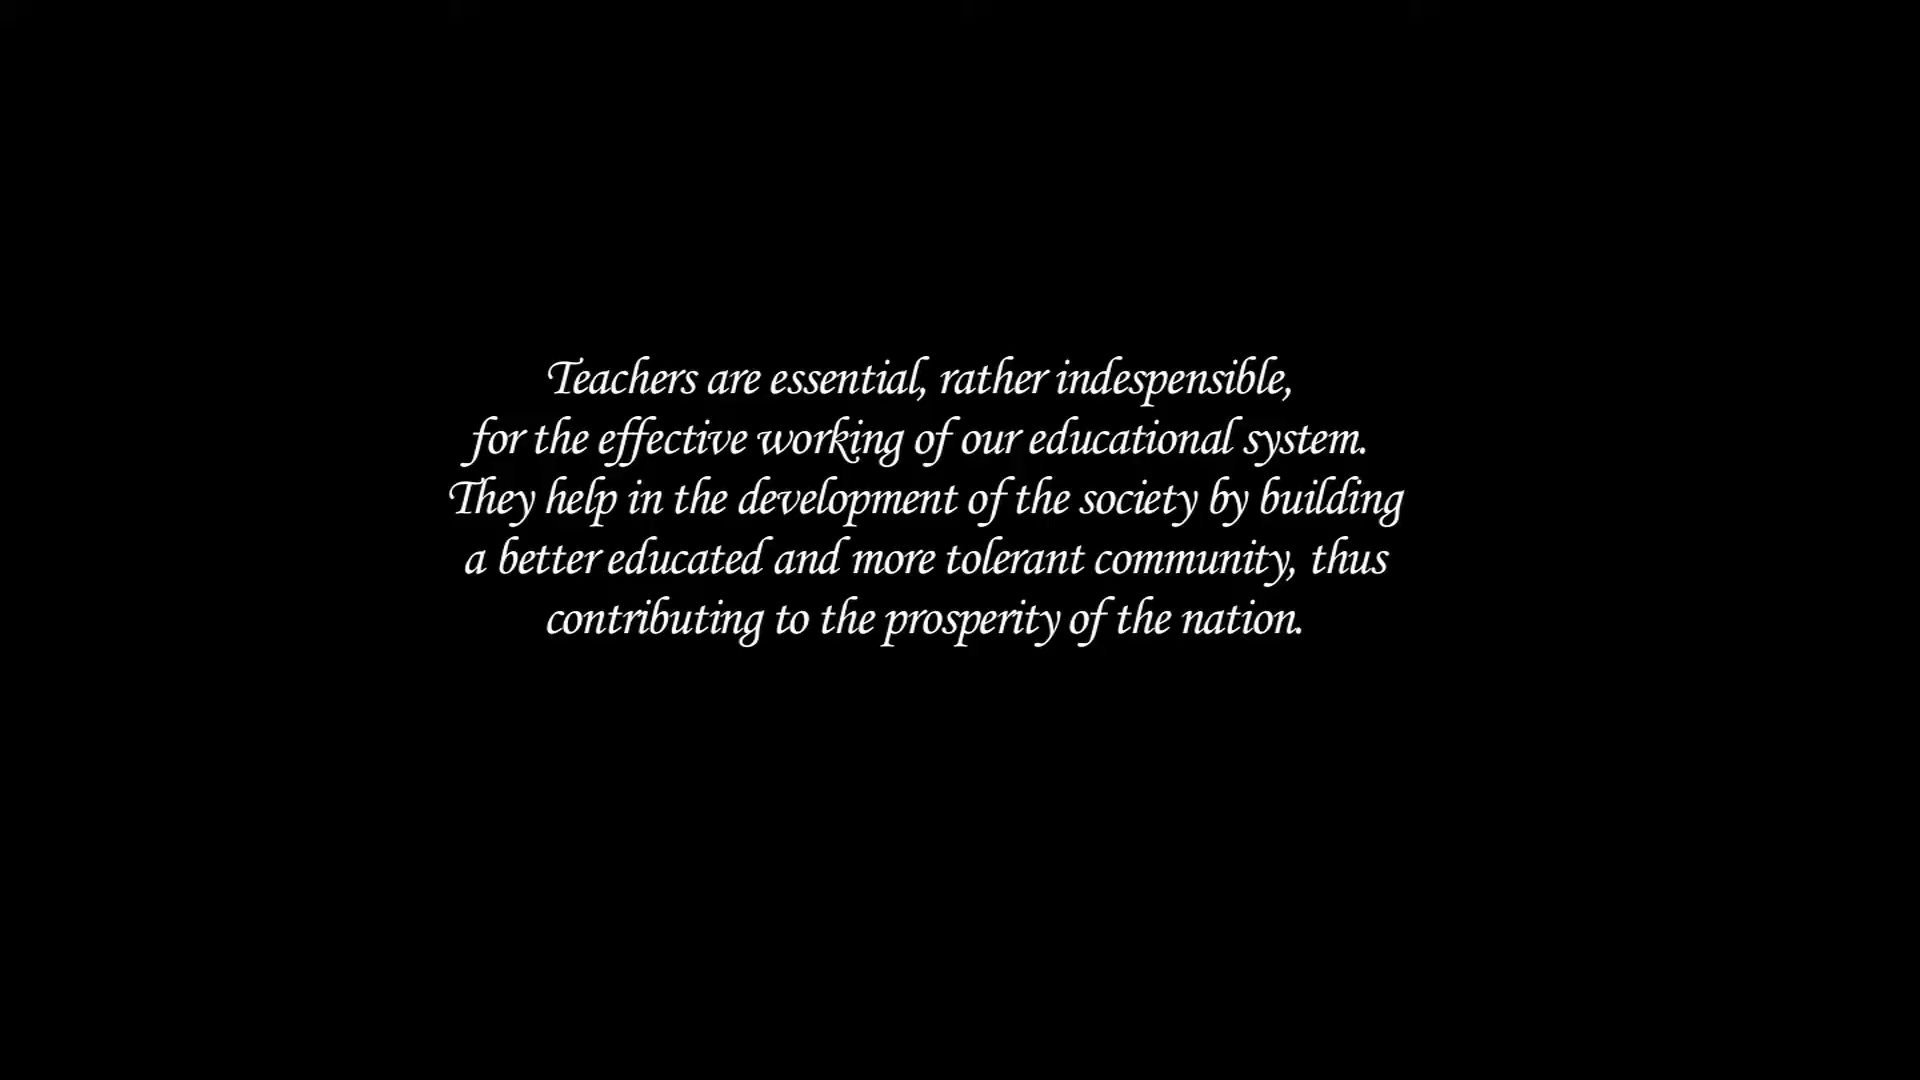 Teachers are essential, rather indespensible,
for the effective working of our educational system.
They help in the development of the society by building
a better educated and more tolerant community, thus
contributing to the prosperity of the nation.